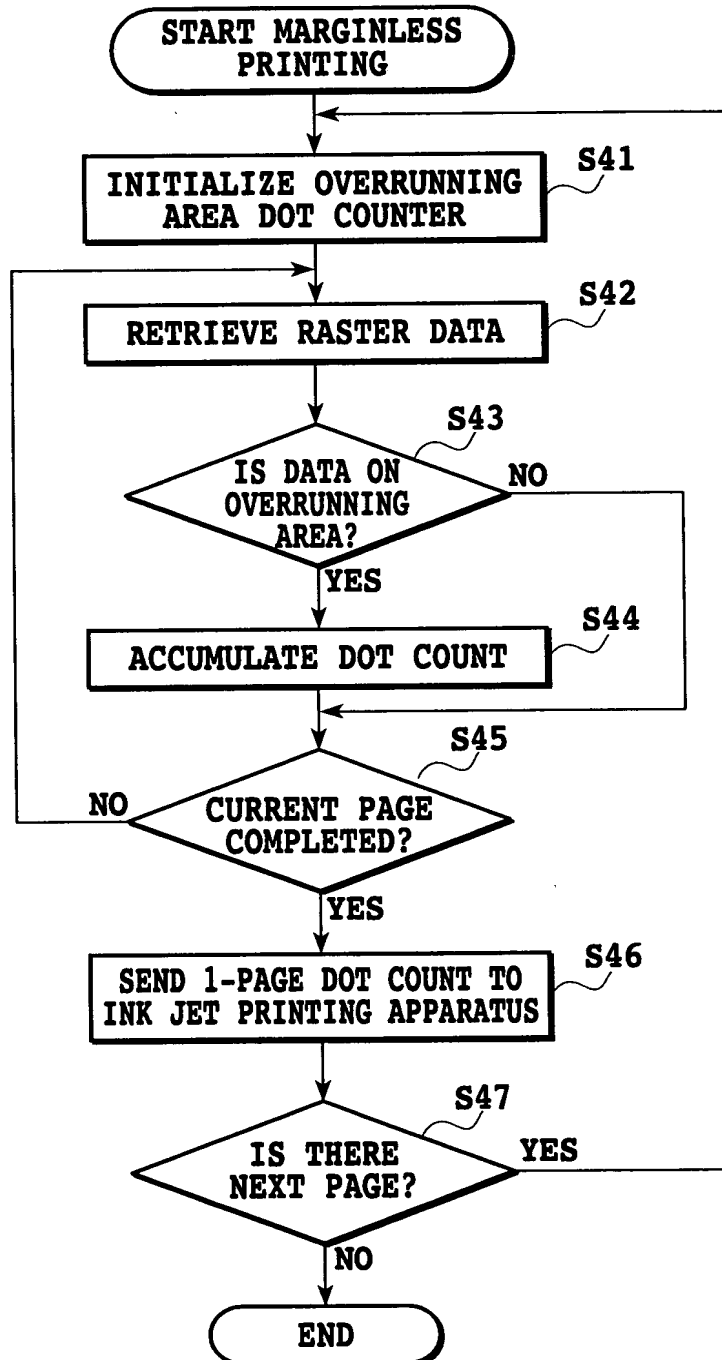 START MARGINLESS
PRINTING
S41
INITIALIZE OVERRUNNING
AREA DOT COUNTER
S42
RETRIEVE RASTER DATA
S43
IS DATA ON
OVERRUNNING
AREA?
NO
YES
S44
ACCUMULATE DOT COUNT
S45
NO
CURRENT PAGE
COMPLETED?
YES
S46
SEND 1-PAGE DOT COUNT TO
INK JET PRINTING APPARATUS
S47
IS THERE
NEXT PAGE?
YES
NO
END